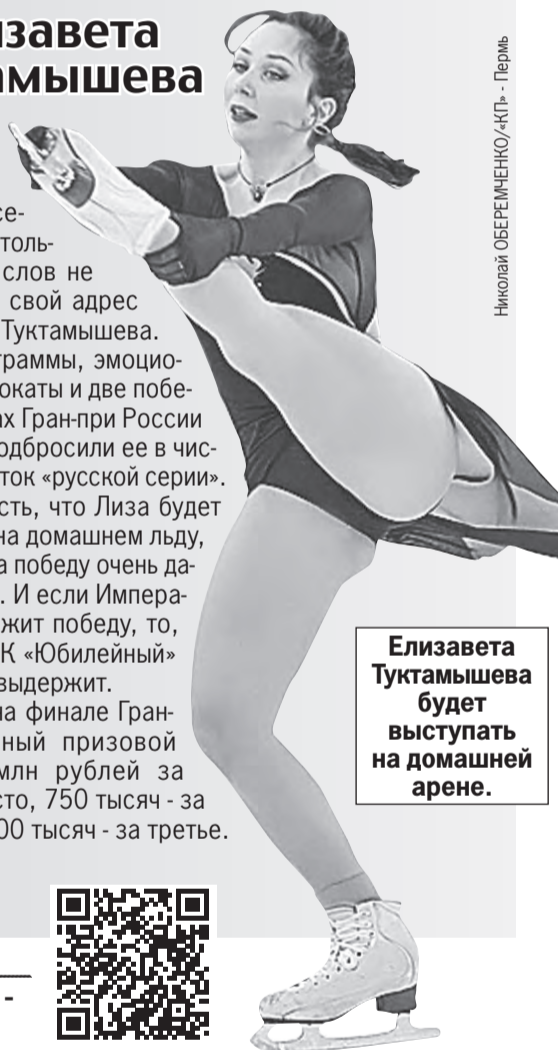 изавета
амышева
се-
толь-
слов не
свой адрес
Туктамышева.
граммы, эмоцио-
окаты и две побе-
ах Гран-при России
одбросили ее в чис-
ток «русской серии».
сть, что Лиза будет
на домашнем льду,
а победу очень да-
. И если Импера-
жит победу, то,
К «Юбилейный»
выдержит.
на финале Гран-
ный призовой
млн рублей за
сто, 750 тысяч - за
00 тысяч - за третье.
Николай ОБЕРЕМЧЕНКО/«КП» - Пермь
Елизавета
Туктамышева
будет
выступать
на домашней
арене.
-